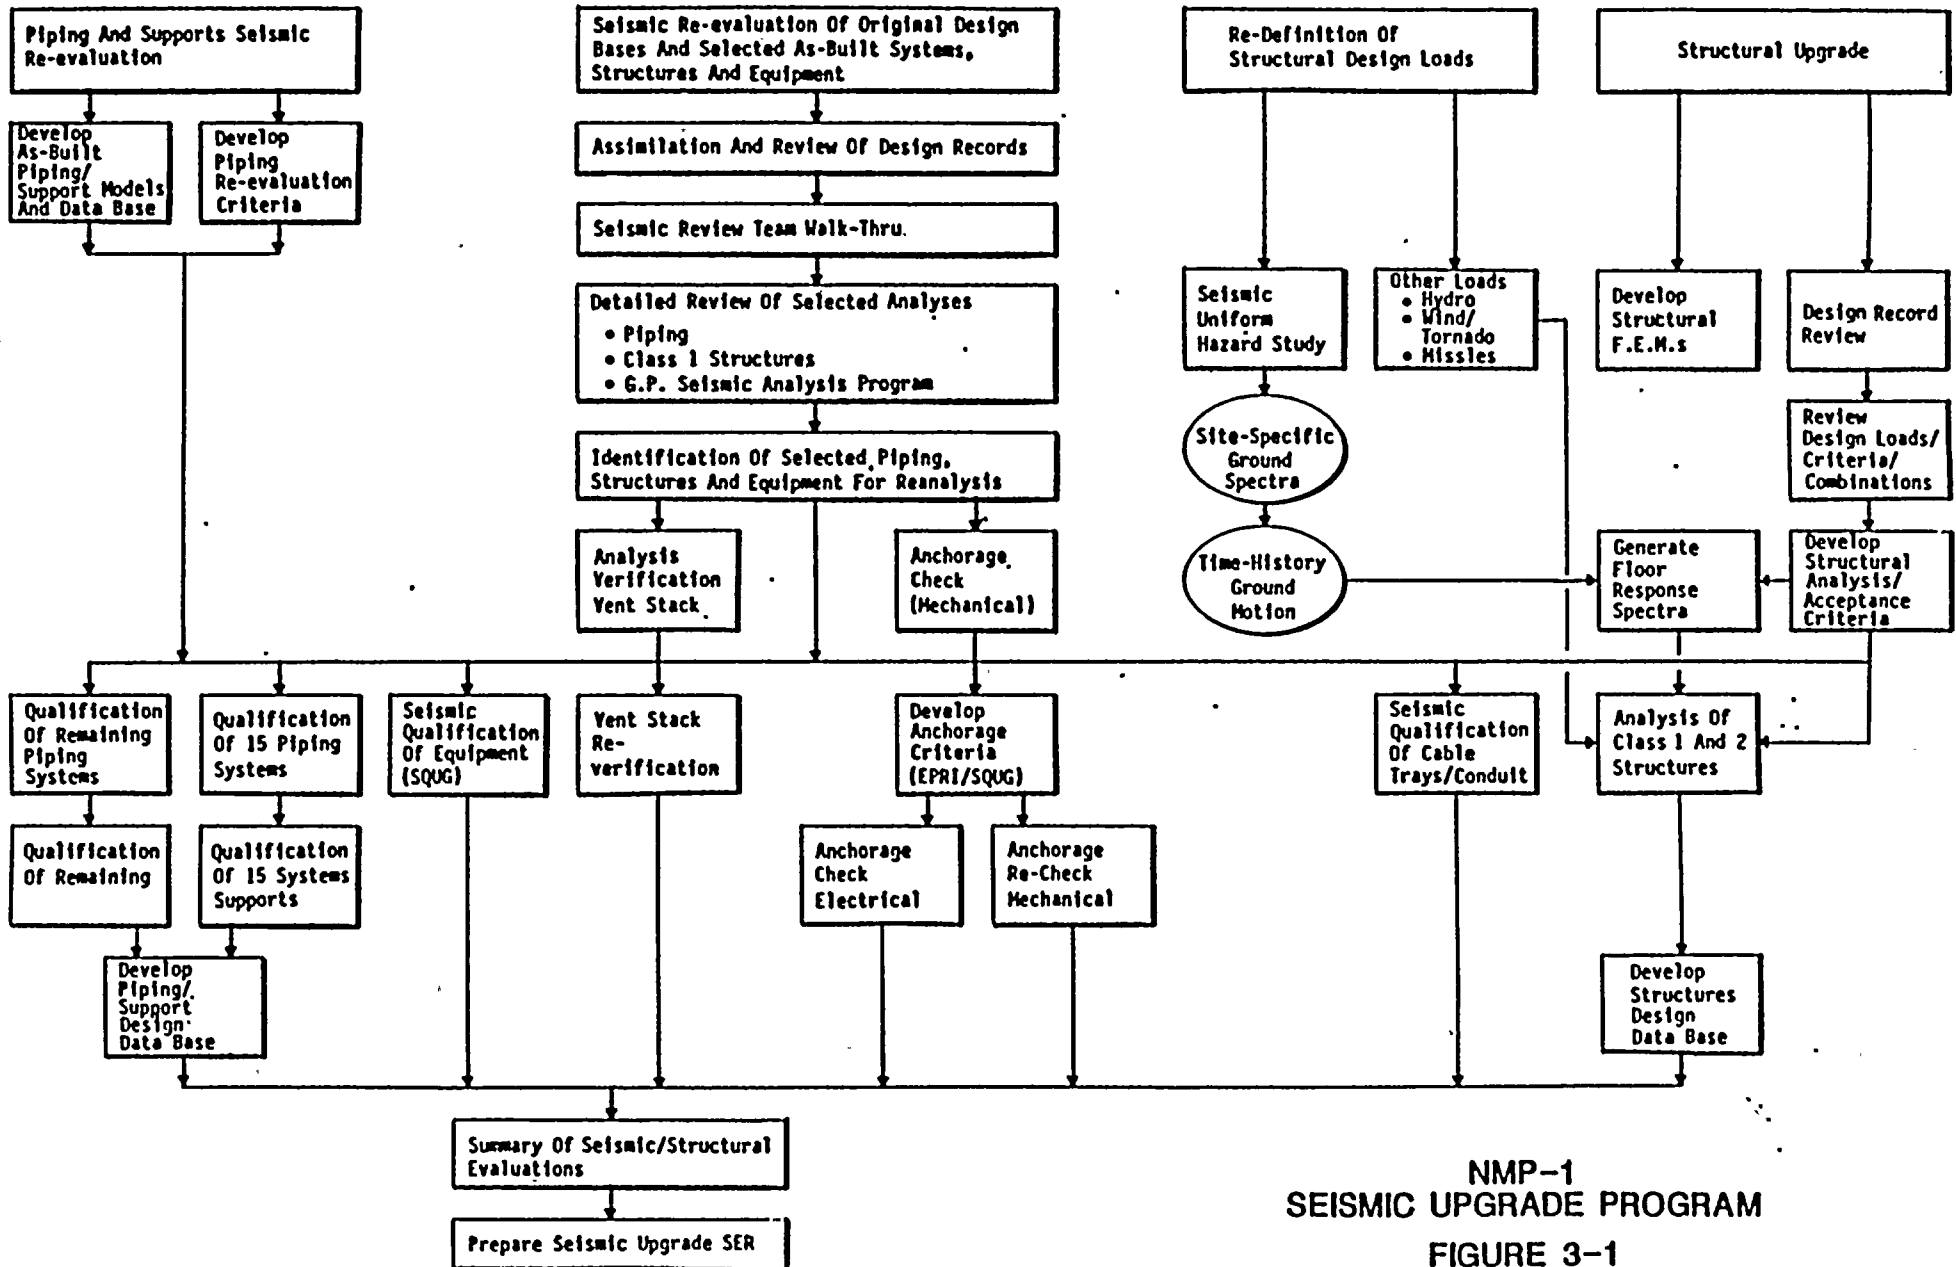 Piping And Supports Seismic
Re-evaluation
Seismic Re-evaluation Of Original Design
Bases And Selected As-Built Systems,
Structures And Equipment
Re-Definition Of
Structural Design Loads
Structural Upgrade
Develop
As-Built
Piping/
Support Models
And Data Base
Develop
Piping
Re-evaluation
Criteria
Assimilation And Review Of Design Records
Seismic Review Team Walk-Thru.
Detailed Review Of Selected Analyses
• Piping
• Class 1 Structures
• G.P. Seismic Analysis Program
Identification Of Selected Piping,
Structures And Equipment For Reanalysis
Seismic
Uniform
Hazard Study
Other Loads
• Hydro
• Wind/
Tornado
• Missles
Develop
Structural
F.E.M.s
Design Record
Review
Site-Specific
Ground
Spectra
Review
Design Loads/
Criteria/
Combinations
Analysis
Verification
Vent Stack
Anchorage
Check
(Mechanical)
Time-History
Ground
Motion
Generate
Floor
Response
Spectra
Develop
Structural
Analysis/
Acceptance
Criteria
Qualification
Of Remaining
Piping
Systems
Qualification
Of 15 Piping
Systems
Seismic
Qualification
Of Equipment
(SQUG)
Vent Stack
Re-
verification
Develop
Anchorage
Criteria
(EPRI/SQUG)
Seismic
Qualification
Of Cable
Trays/Conduit
Analysis Of
Class 1 And 2
Structures
Qualification
Of Remaining
Qualification
Of 15 Systems
Supports
Anchorage
Check
Electrical
Anchorage
Re-Check
Mechanical
Develop
Piping/
Support
Design
Data Base
Develop
Structures
Design
Data Base
Summary Of Seismic/Structural
Evaluations
Prepare Seismic Upgrade SER
NMP-1
SEISMIC UPGRADE PROGRAM
FIGURE 3-1